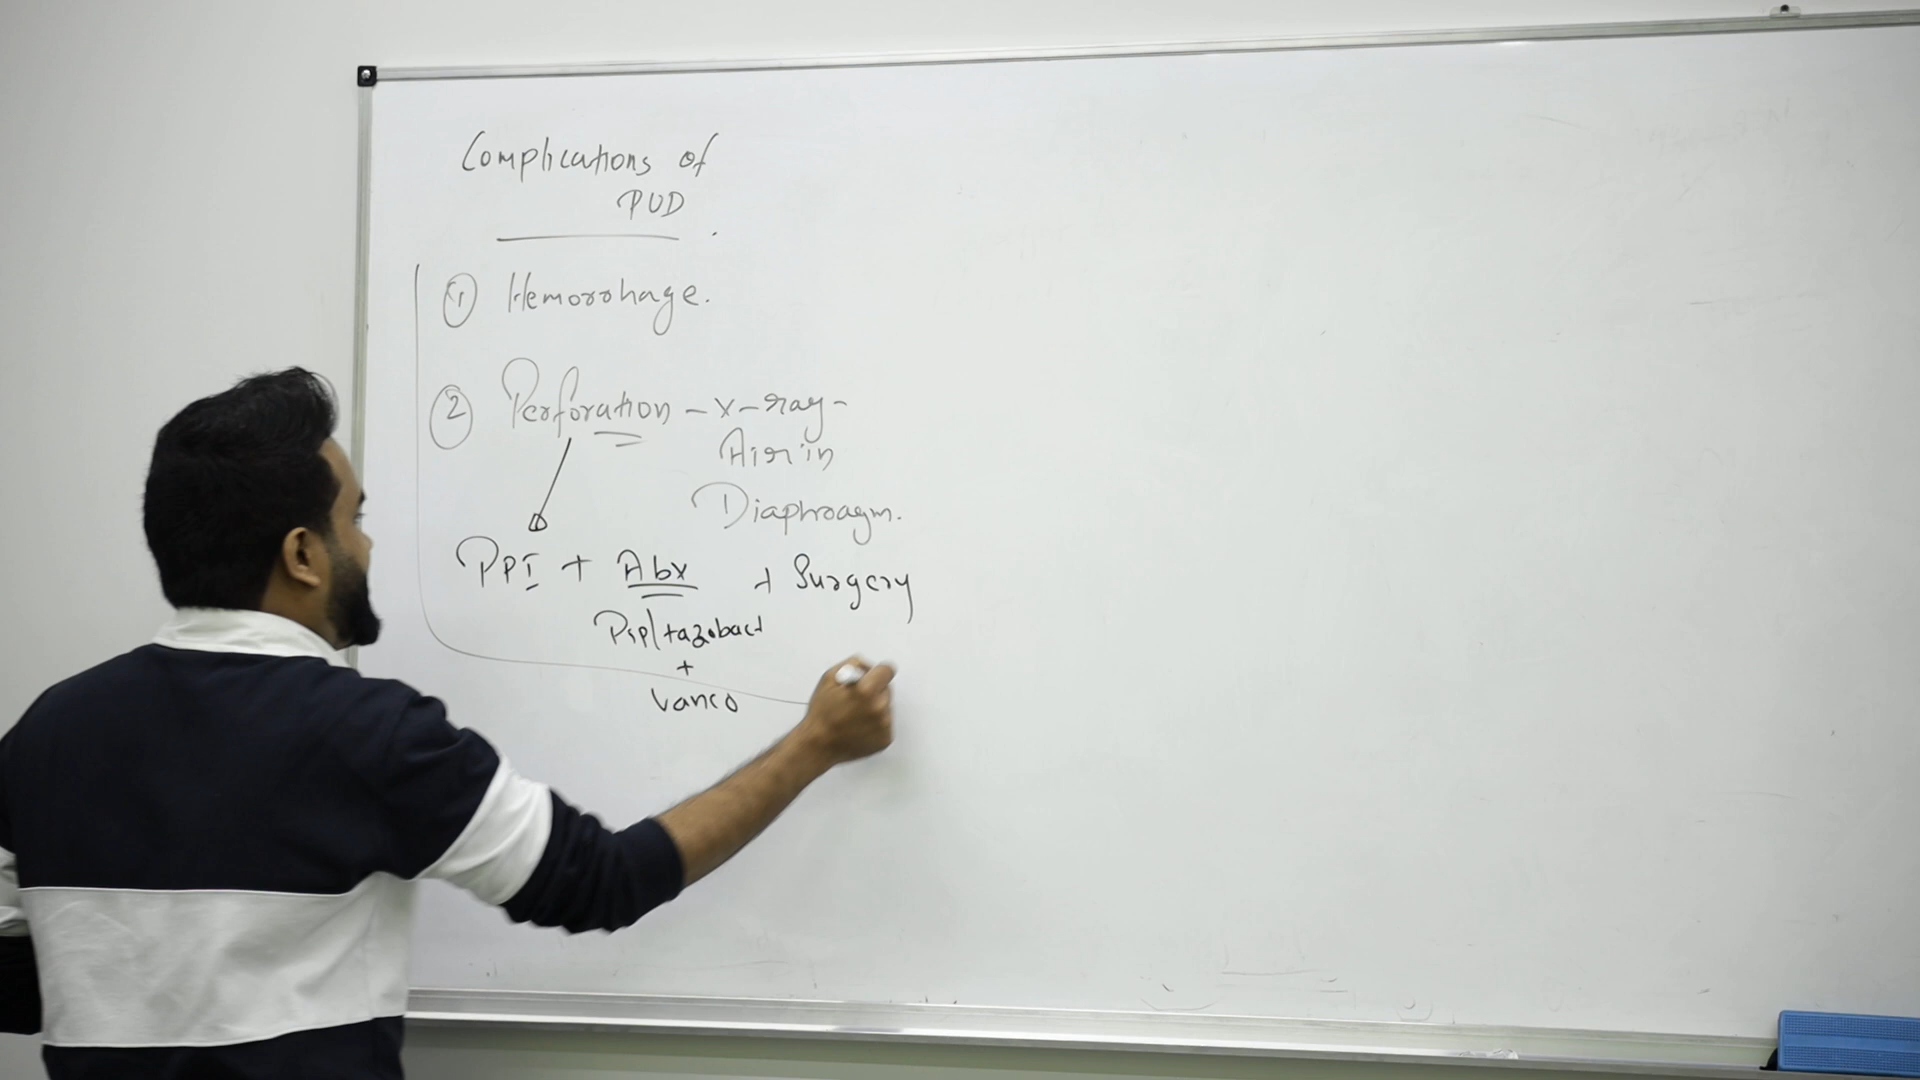 Complications of
PUD
① Hemorrhage.
② Perforation - X-ray -
Air in
Diaphragm.
PPI + Abx + Surgery
Pip/tazobact
+
Vanco